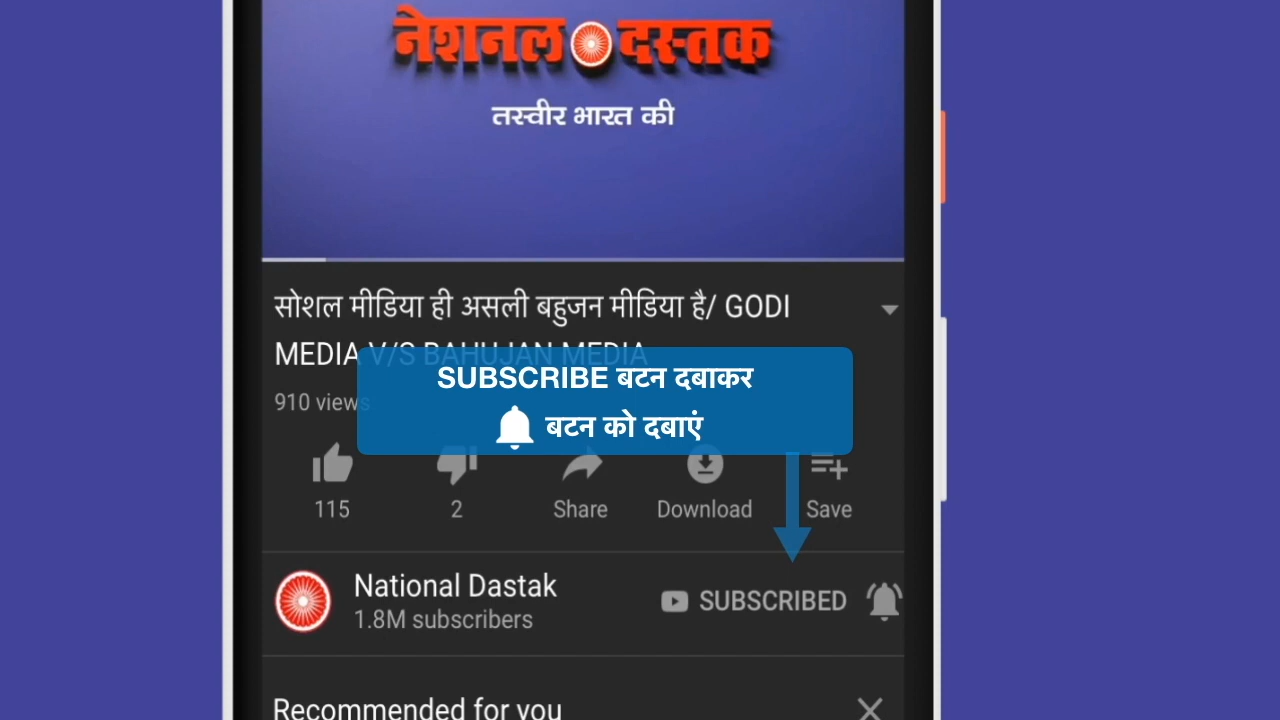 नेशनल दस्तक
तस्वीर भारत की
सोशल मीडिया ही असली बहुजन मीडिया है/ GODI
MEDIA V/S BAHUJAN MEDIA
910 views
SUBSCRIBE बटन दबाकर
बटन को दबाएं
115
2
Share
Download
Save
National Dastak
1.8M subscribers
SUBSCRIBED
Recommended for you